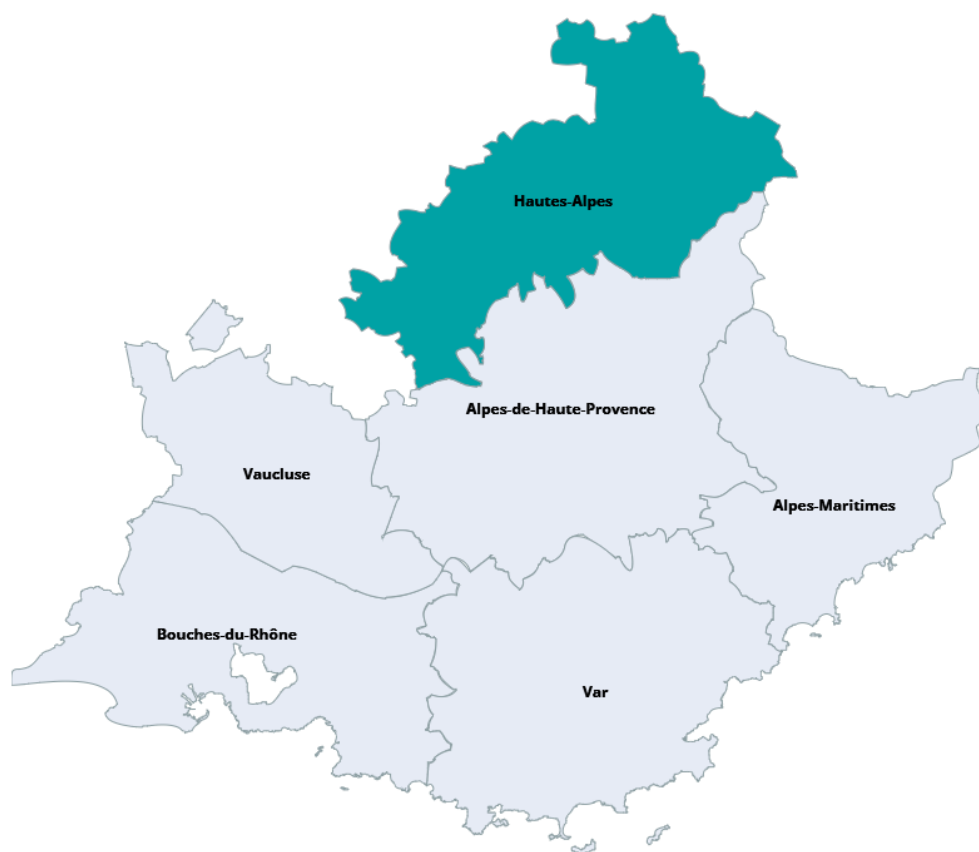 Hautes-Alpes
Alpes-de-Haute-Provence
Vaucluse
Alpes-Maritimes
Bouches-du-Rhône
Var